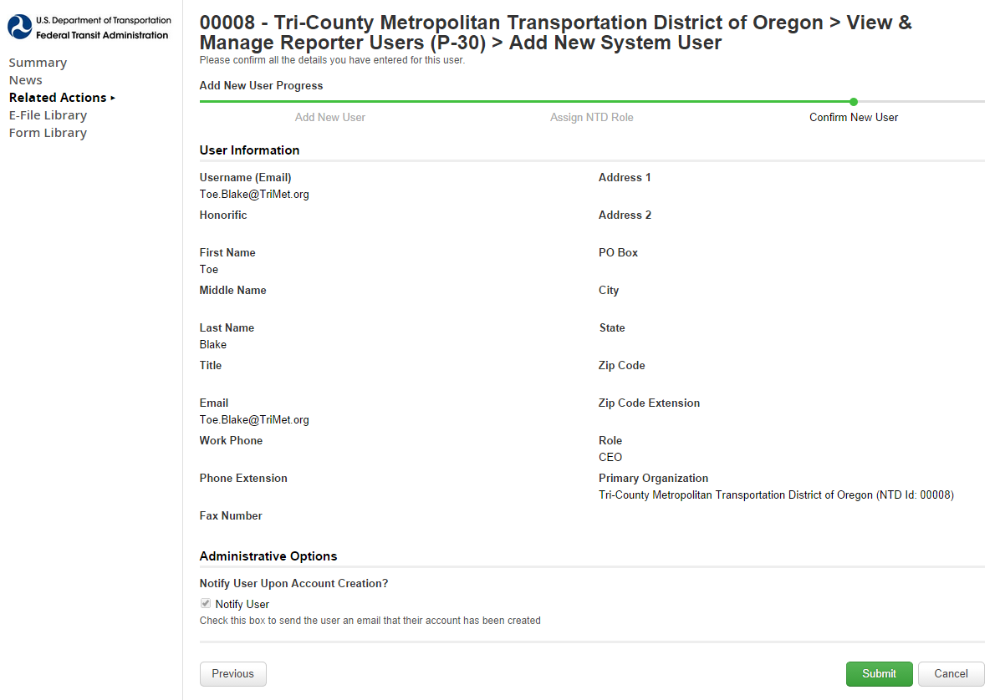 U.S. Department of Transportation
Federal Transit Administration
Summary
News
Related Actions ▸
E-File Library
Form Library
00008 - Tri-County Metropolitan Transportation District of Oregon > View &
Manage Reporter Users (P-30) > Add New System User
Please confirm all the details you have entered for this user.
Add New User Progress
Add New User
Assign NTD Role
Confirm New User
User Information
Username (Email)
Toe.Blake@TriMet.org
Honorific
First Name
Toe
Middle Name
Last Name
Blake
Title
Email
Toe.Blake@TriMet.org
Work Phone
Phone Extension
Fax Number
Address 1
Address 2
PO Box
City
State
Zip Code
Zip Code Extension
Role
CEO
Primary Organization
Tri-County Metropolitan Transportation District of Oregon (NTD Id: 00008)
Administrative Options
Notify User Upon Account Creation?
Notify User
Check this box to send the user an email that their account has been created
Previous
Submit
Cancel